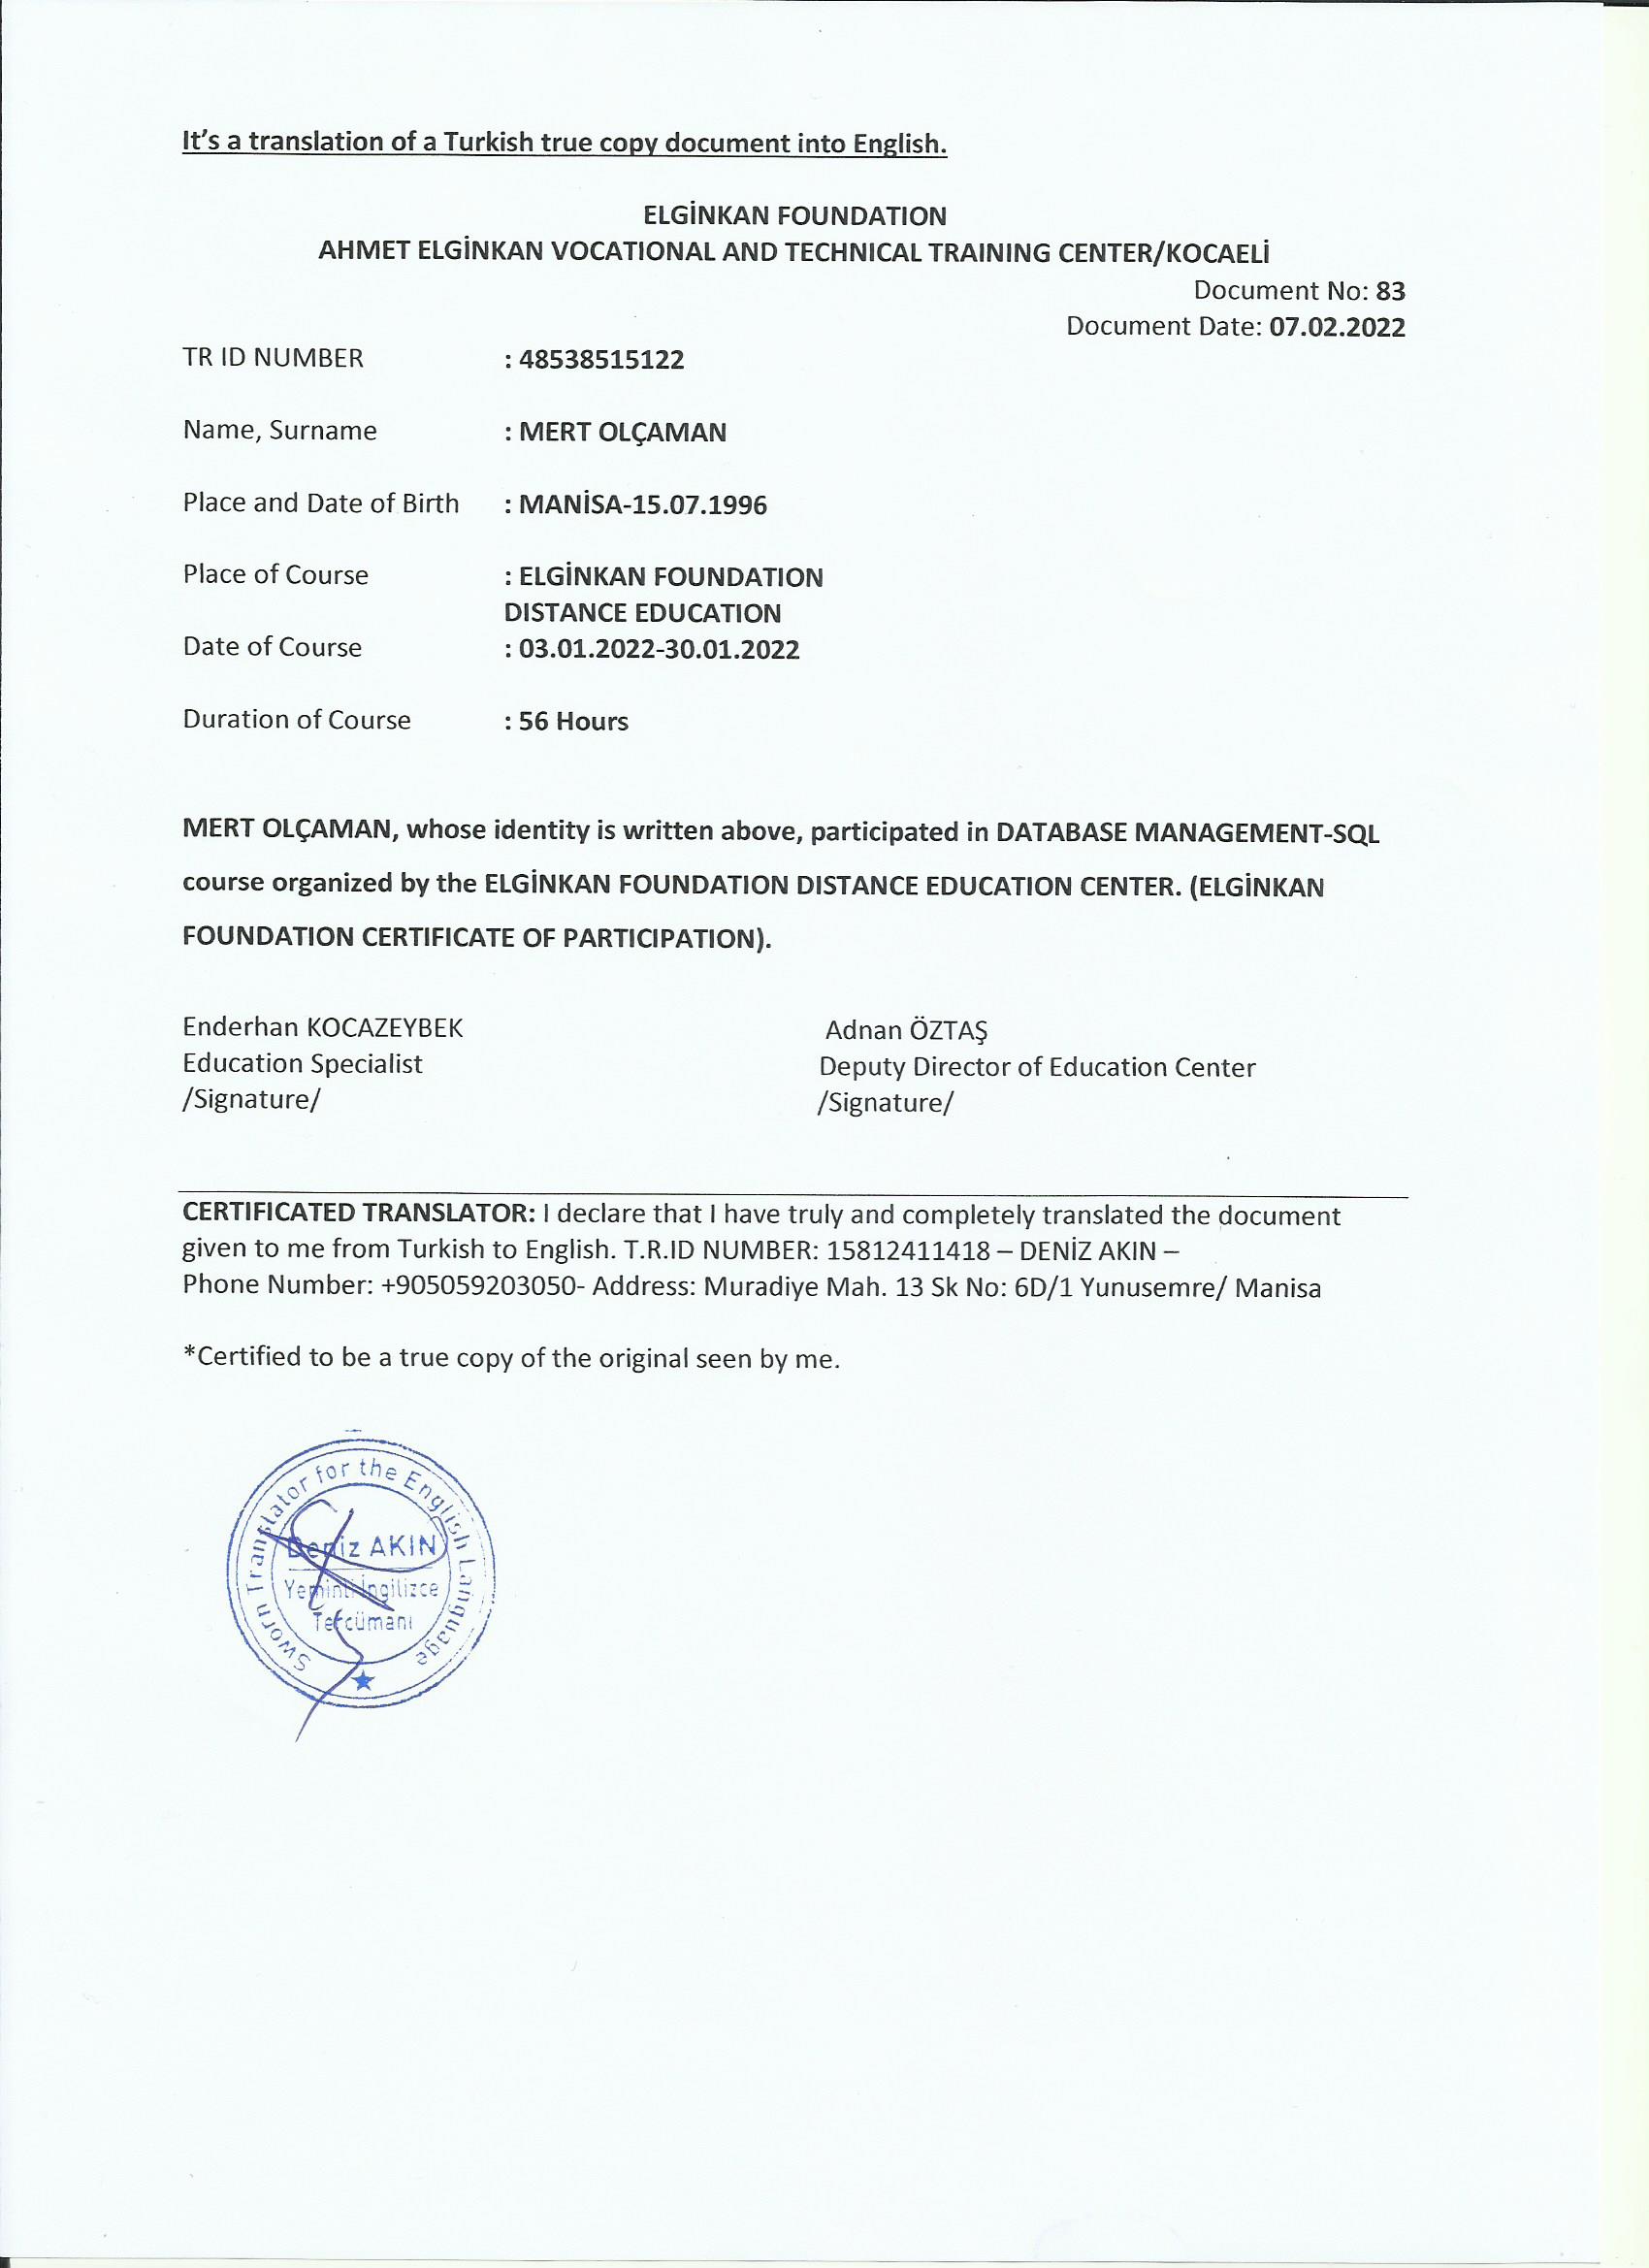 It's a translation of a Turkish true copy document into English.
ELGİNKAN FOUNDATION
AHMET ELGİNKAN VOCATIONAL AND TECHNICAL TRAINING CENTER/KOCAELİ
Document No: 83
Document Date: 07.02.2022
TR ID NUMBER : 48538515122
Name, Surname : MERT OLÇAMAN
Place and Date of Birth : MANİSA-15.07.1996
Place of Course : ELGİNKAN FOUNDATION
DISTANCE EDUCATION
Date of Course : 03.01.2022-30.01.2022
Duration of Course : 56 Hours
MERT OLÇAMAN, whose identity is written above, participated in DATABASE MANAGEMENT-SQL
course organized by the ELGİNKAN FOUNDATION DISTANCE EDUCATION CENTER. (ELGİNKAN
FOUNDATION CERTIFICATE OF PARTICIPATION).
Enderhan KOCAZEYBEK Adnan ÖZTAŞ
Education Specialist Deputy Director of Education Center
/Signature/ /Signature/
CERTIFICATED TRANSLATOR: I declare that I have truly and completely translated the document
given to me from Turkish to English. T.R.ID NUMBER: 15812411418 – DENİZ AKIN –
Phone Number: +905059203050- Address: Muradiye Mah. 13 Sk No: 6D/1 Yunusemre/ Manisa
*Certified to be a true copy of the original seen by me.
Sworn Translator for the English Language
Deniz AKIN
Yeminli İngilizce
Tercümanı